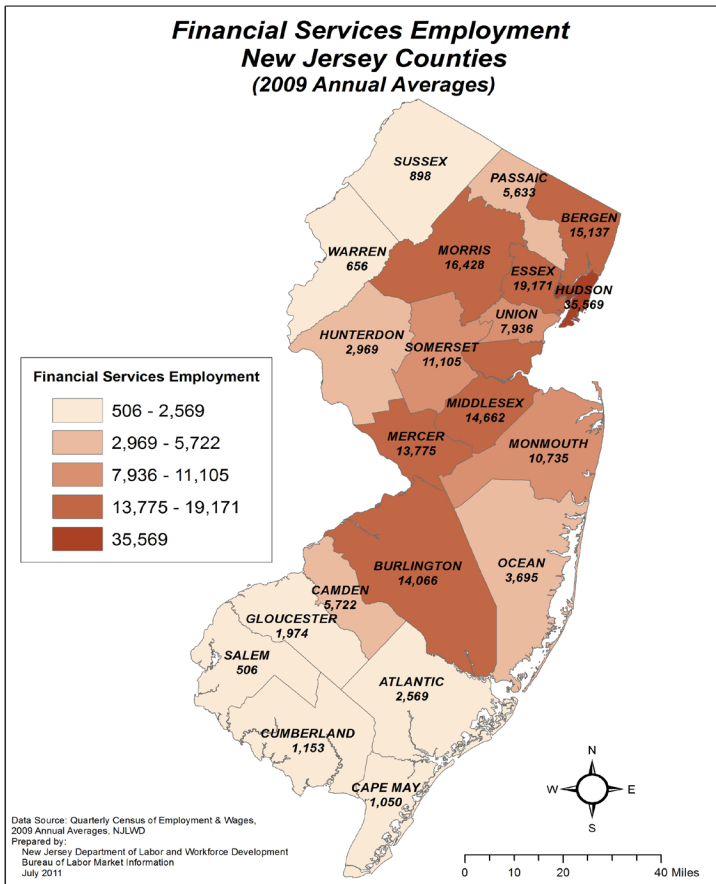 Financial Services Employment
New Jersey Counties
(2009 Annual Averages)
SUSSEX
898
PASSAIC
5,633
BERGEN
15,137
WARREN
656
MORRIS
16,428
ESSEX
19,171
HUDSON
35,569
UNION
7,936
HUNTERDON
2,969
SOMERSET
11,105
MIDDLESEX
14,662
MERCER
13,775
MONMOUTH
10,735
Financial Services Employment
506 - 2,569
2,969 - 5,722
7,936 - 11,105
13,775 - 19,171
35,569
OCEAN
3,695
BURLINGTON
14,066
CAMDEN
5,722
GLOUCESTER
1,974
SALEM
506
ATLANTIC
2,569
CUMBERLAND
1,153
CAPE MAY
1,050
N
W
E
S
Data Source: Quarterly Census of Employment & Wages,
2009 Annual Averages, NJLWD
Prepared by:
New Jersey Department of Labor and Workforce Development
Bureau of Labor Market Information
July 2011
0 10 20 30 40 Miles